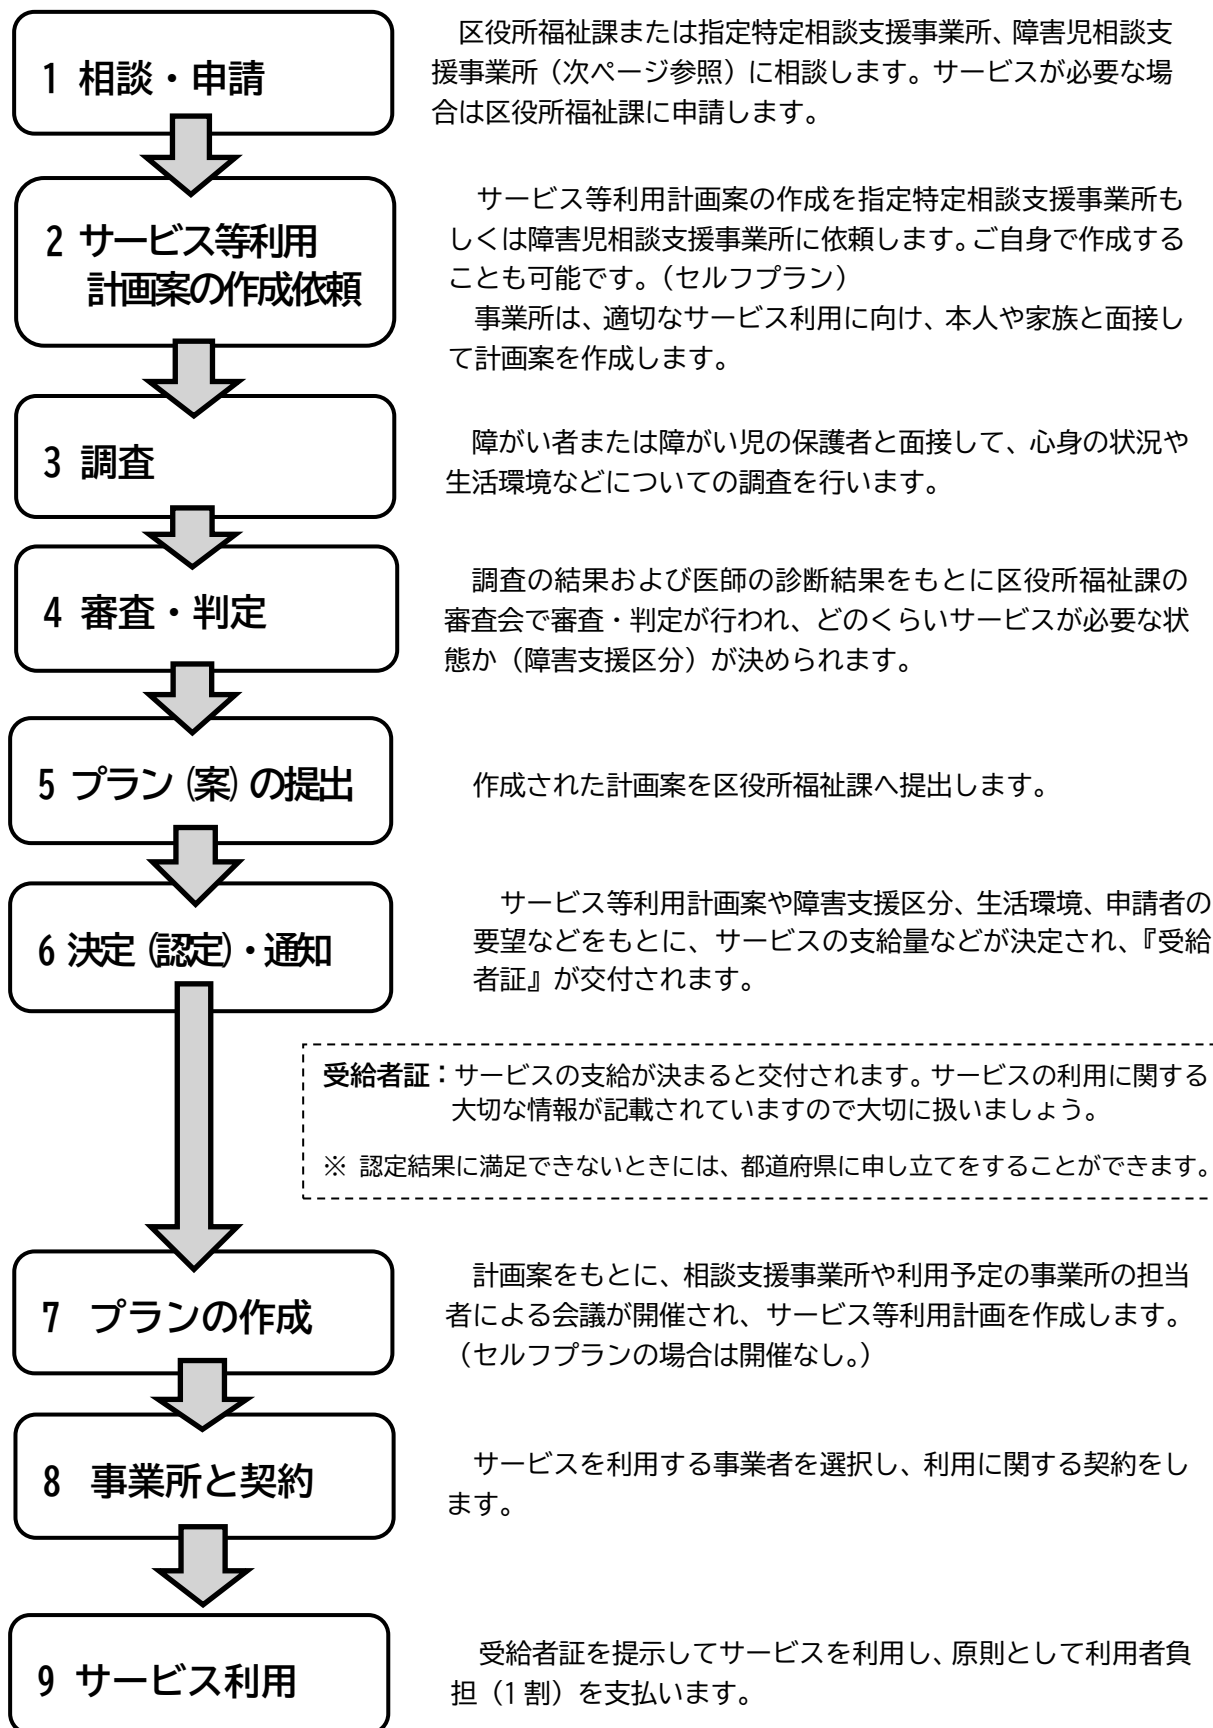 1 相談・申請
区役所福祉課または指定特定相談支援事業所、障害児相談支
援事業所（次ページ参照）に相談します。サービスが必要な場
合は区役所福祉課に申請します。
2 サービス等利用
計画案の作成依頼
サービス等利用計画案の作成を指定特定相談支援事業所も
しくは障害児相談支援事業所に依頼します。ご自身で作成する
ことも可能です。（セルフプラン）
事業所は、適切なサービス利用に向け、本人や家族と面接し
て計画案を作成します。
3 調査
障がい者または障がい児の保護者と面接して、心身の状況や
生活環境などについての調査を行います。
4 審査・判定
調査の結果および医師の診断結果をもとに区役所福祉課の
審査会で審査・判定が行われ、どのくらいサービスが必要な状
態か（障害支援区分）が決められます。
5 プラン（案）の提出
作成された計画案を区役所福祉課へ提出します。
6 決定（認定）・通知
サービス等利用計画案や障害支援区分、生活環境、申請者の
要望などをもとに、サービスの支給量などが決定され、『受給
者証』が交付されます。
受給者証：サービスの支給が決まると交付されます。サービスの利用に関する
大切な情報が記載されていますので大切に扱いましょう。
※ 認定結果に満足できないときには、都道府県に申し立てをすることができます。
7 プランの作成
計画案をもとに、相談支援事業所や利用予定の事業所の担当
者による会議が開催され、サービス等利用計画を作成します。
（セルフプランの場合は開催なし。）
8 事業所と契約
サービスを利用する事業者を選択し、利用に関する契約をし
ます。
9 サービス利用
受給者証を提示してサービスを利用し、原則として利用者負
担（1割）を支払います。